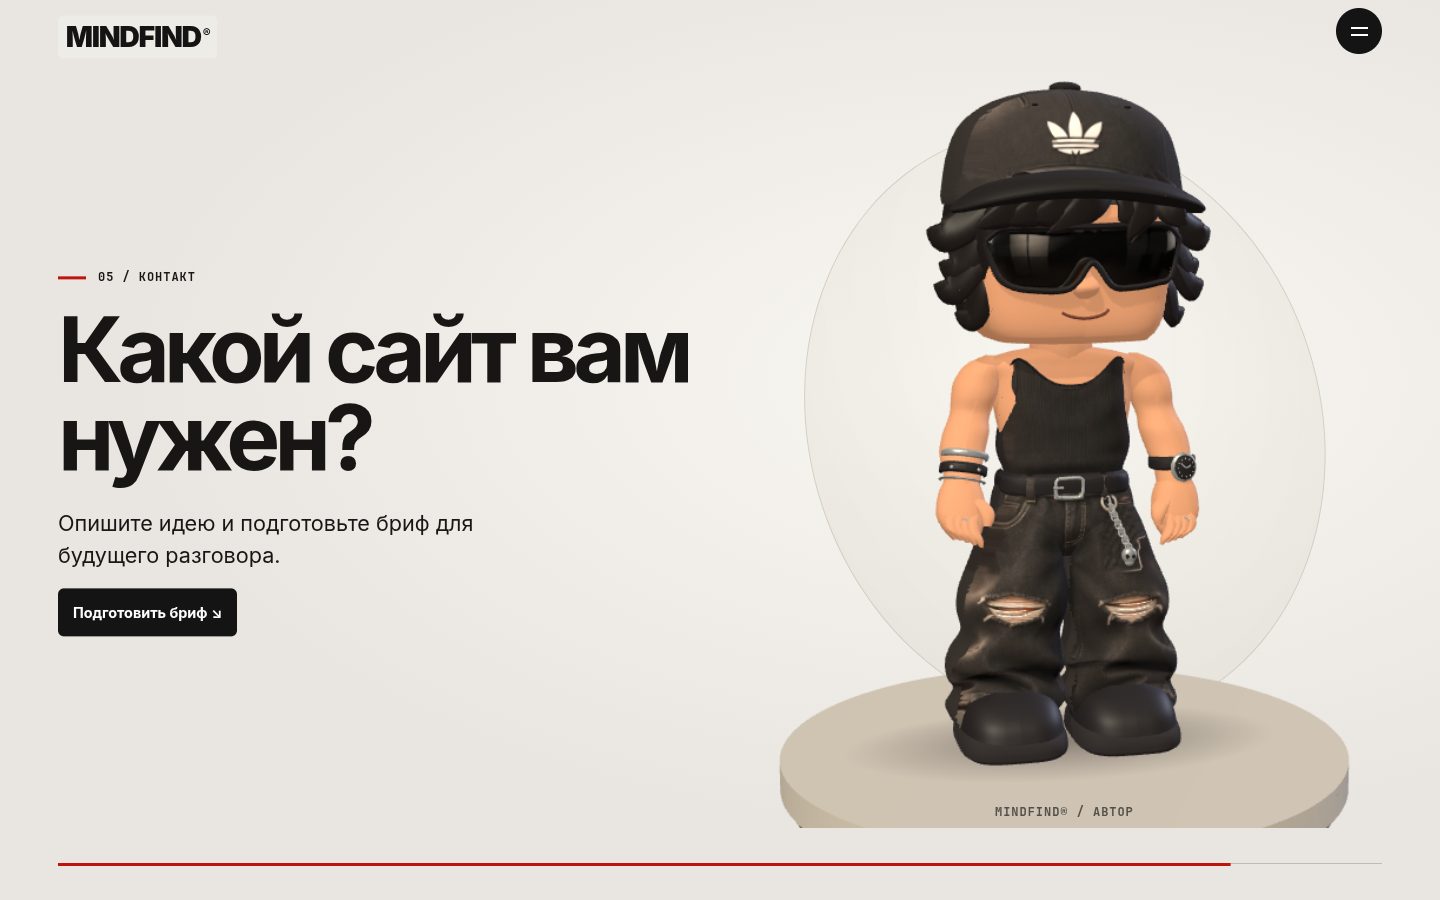 MINDFIND®
05 / КОНТАКТ
Какой сайт вам
нужен?
Опишите идею и подготовьте бриф для
будущего разговора.
Подготовить бриф ↘
MINDFIND® / АВТОР